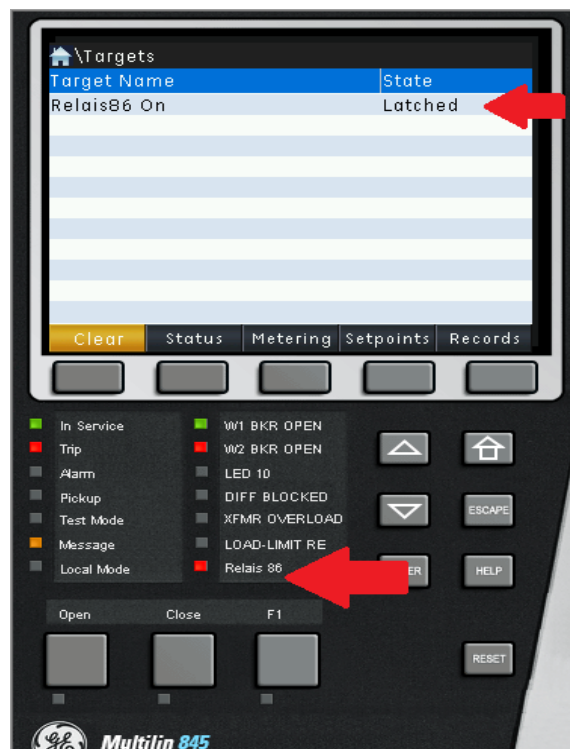 \Targets
Target Name State
Relais86 On Latched
Clear Status Metering Setpoints Records
In Service W1 BKR OPEN
Trip W2 BKR OPEN
Alarm LED 10
Pickup DIFF BLOCKED
Test Mode XFMR OVERLOAD
ESCAPE
Message LOAD-LIMIT RE
Local Mode Relais 86
HELP
Open Close F1
RESET
GE Multilin 845